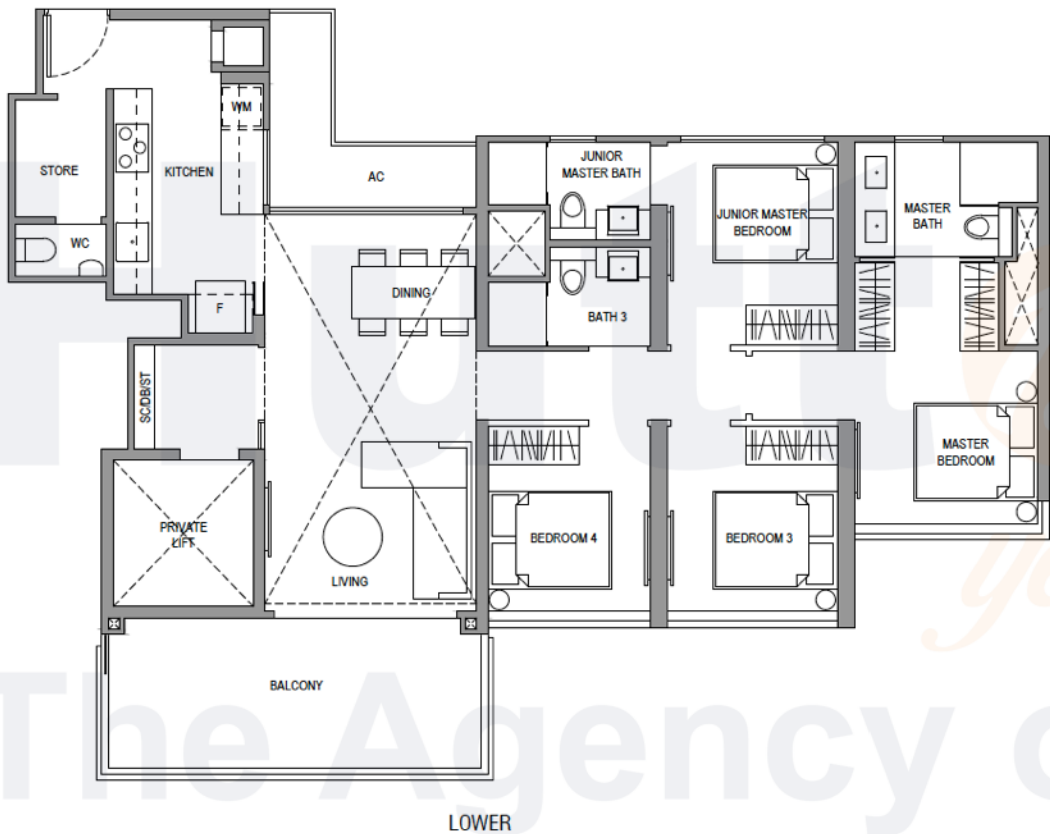 WM
STORE
KITCHEN
AC
JUNIOR
MASTER BATH
JUNIOR MASTER
BEDROOM
MASTER
BATH
WC
DINING
BATH 3
F
SC/DB/ST
MASTER
BEDROOM
PRIVATE
LIFT
BEDROOM 4
BEDROOM 3
LIVING
BALCONY
Hutt
The Agency o
LOWER